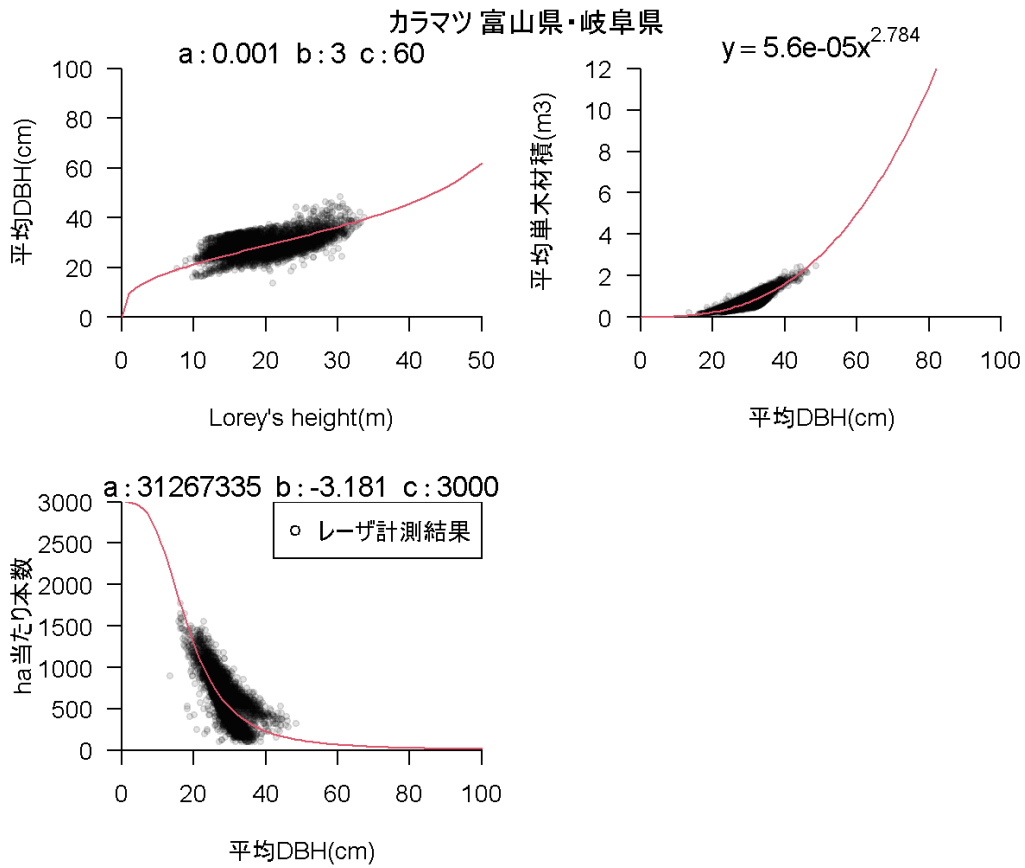 カラマツ 富山県・岐阜県
a : 0.001 b : 3 c : 60
100
80
60
40
20
0
平均DBH(cm)
0 10 20 30 40 50
Lorey's height(m)
y = 5.6e-05x^2.784
12
10
8
6
4
2
0
平均単木材積(m3)
0 20 40 60 80 100
平均DBH(cm)
a : 31267335 b : -3.181 c : 3000
レーザ計測結果
3000
2500
2000
1500
1000
500
0
ha当たり本数
0 20 40 60 80 100
平均DBH(cm)